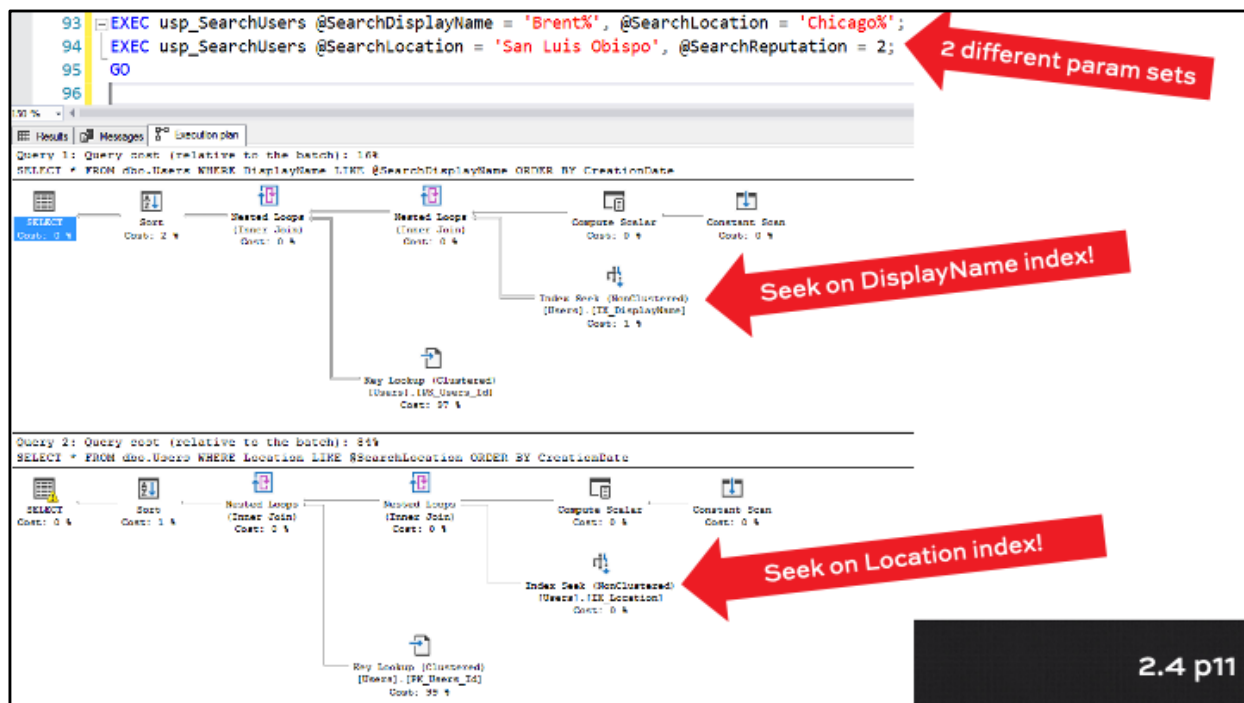 93 EXEC usp_SearchUsers @SearchDisplayName = 'Brent%', @SearchLocation = 'Chicago%';
94 EXEC usp_SearchUsers @SearchLocation = 'San Luis Obispo', @SearchReputation = 2;
2 different param sets
95 GO
96
150 %
Results Messages Execution plan
Query 1: Query cost (relative to the batch): 16%
SELECT * FROM dbo.Users WHERE DisplayName LIKE @SearchDisplayName ORDER BY CreationDate
SELECT
Cost: 0 %
Sort
Cost: 2 %
Nested Loops
(Inner Join)
Cost: 0 %
Nested Loops
(Inner Join)
Cost: 0 %
Compute Scalar
Cost: 0 %
Constant Scan
Cost: 0 %
Index Seek (NonClustered)
[Users].[IX_DisplayName]
Cost: 1 %
Seek on DisplayName index!
Key Lookup (Clustered)
[Users].[PK_Users_Id]
Cost: 97 %
Query 2: Query cost (relative to the batch): 84%
SELECT * FROM dbo.Users WHERE Location LIKE @SearchLocation ORDER BY CreationDate
SELECT
Cost: 0 %
Sort
Cost: 1 %
Nested Loops
(Inner Join)
Cost: 0 %
Nested Loops
(Inner Join)
Cost: 0 %
Compute Scalar
Cost: 0 %
Constant Scan
Cost: 0 %
Index Seek (NonClustered)
[Users].[IX_Location]
Cost: 0 %
Seek on Location index!
Key Lookup (Clustered)
[Users].[PK_Users_Id]
Cost: 99 %
2.4 p11